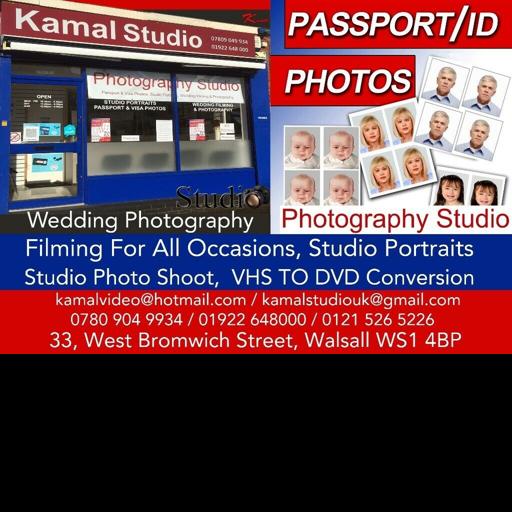 Kamal Studio
07809 049 934
01922 648 000
PASSPORT/ID
PHOTOS
Photography Studio
OPEN
STUDIO PORTRAITS
PASSPORT & VISA PHOTOS
WEDDING FILMING
& PHOTOGRAPHY
Studio
Wedding Photography
Photography Studio
Filming For All Occasions, Studio Portraits
Studio Photo Shoot, VHS TO DVD Conversion
kamalvideo@hotmail.com / kamalstudiouk@gmail.com
0780 904 9934 / 01922 648000 / 0121 526 5226
33, West Bromwich Street, Walsall WS1 4BP